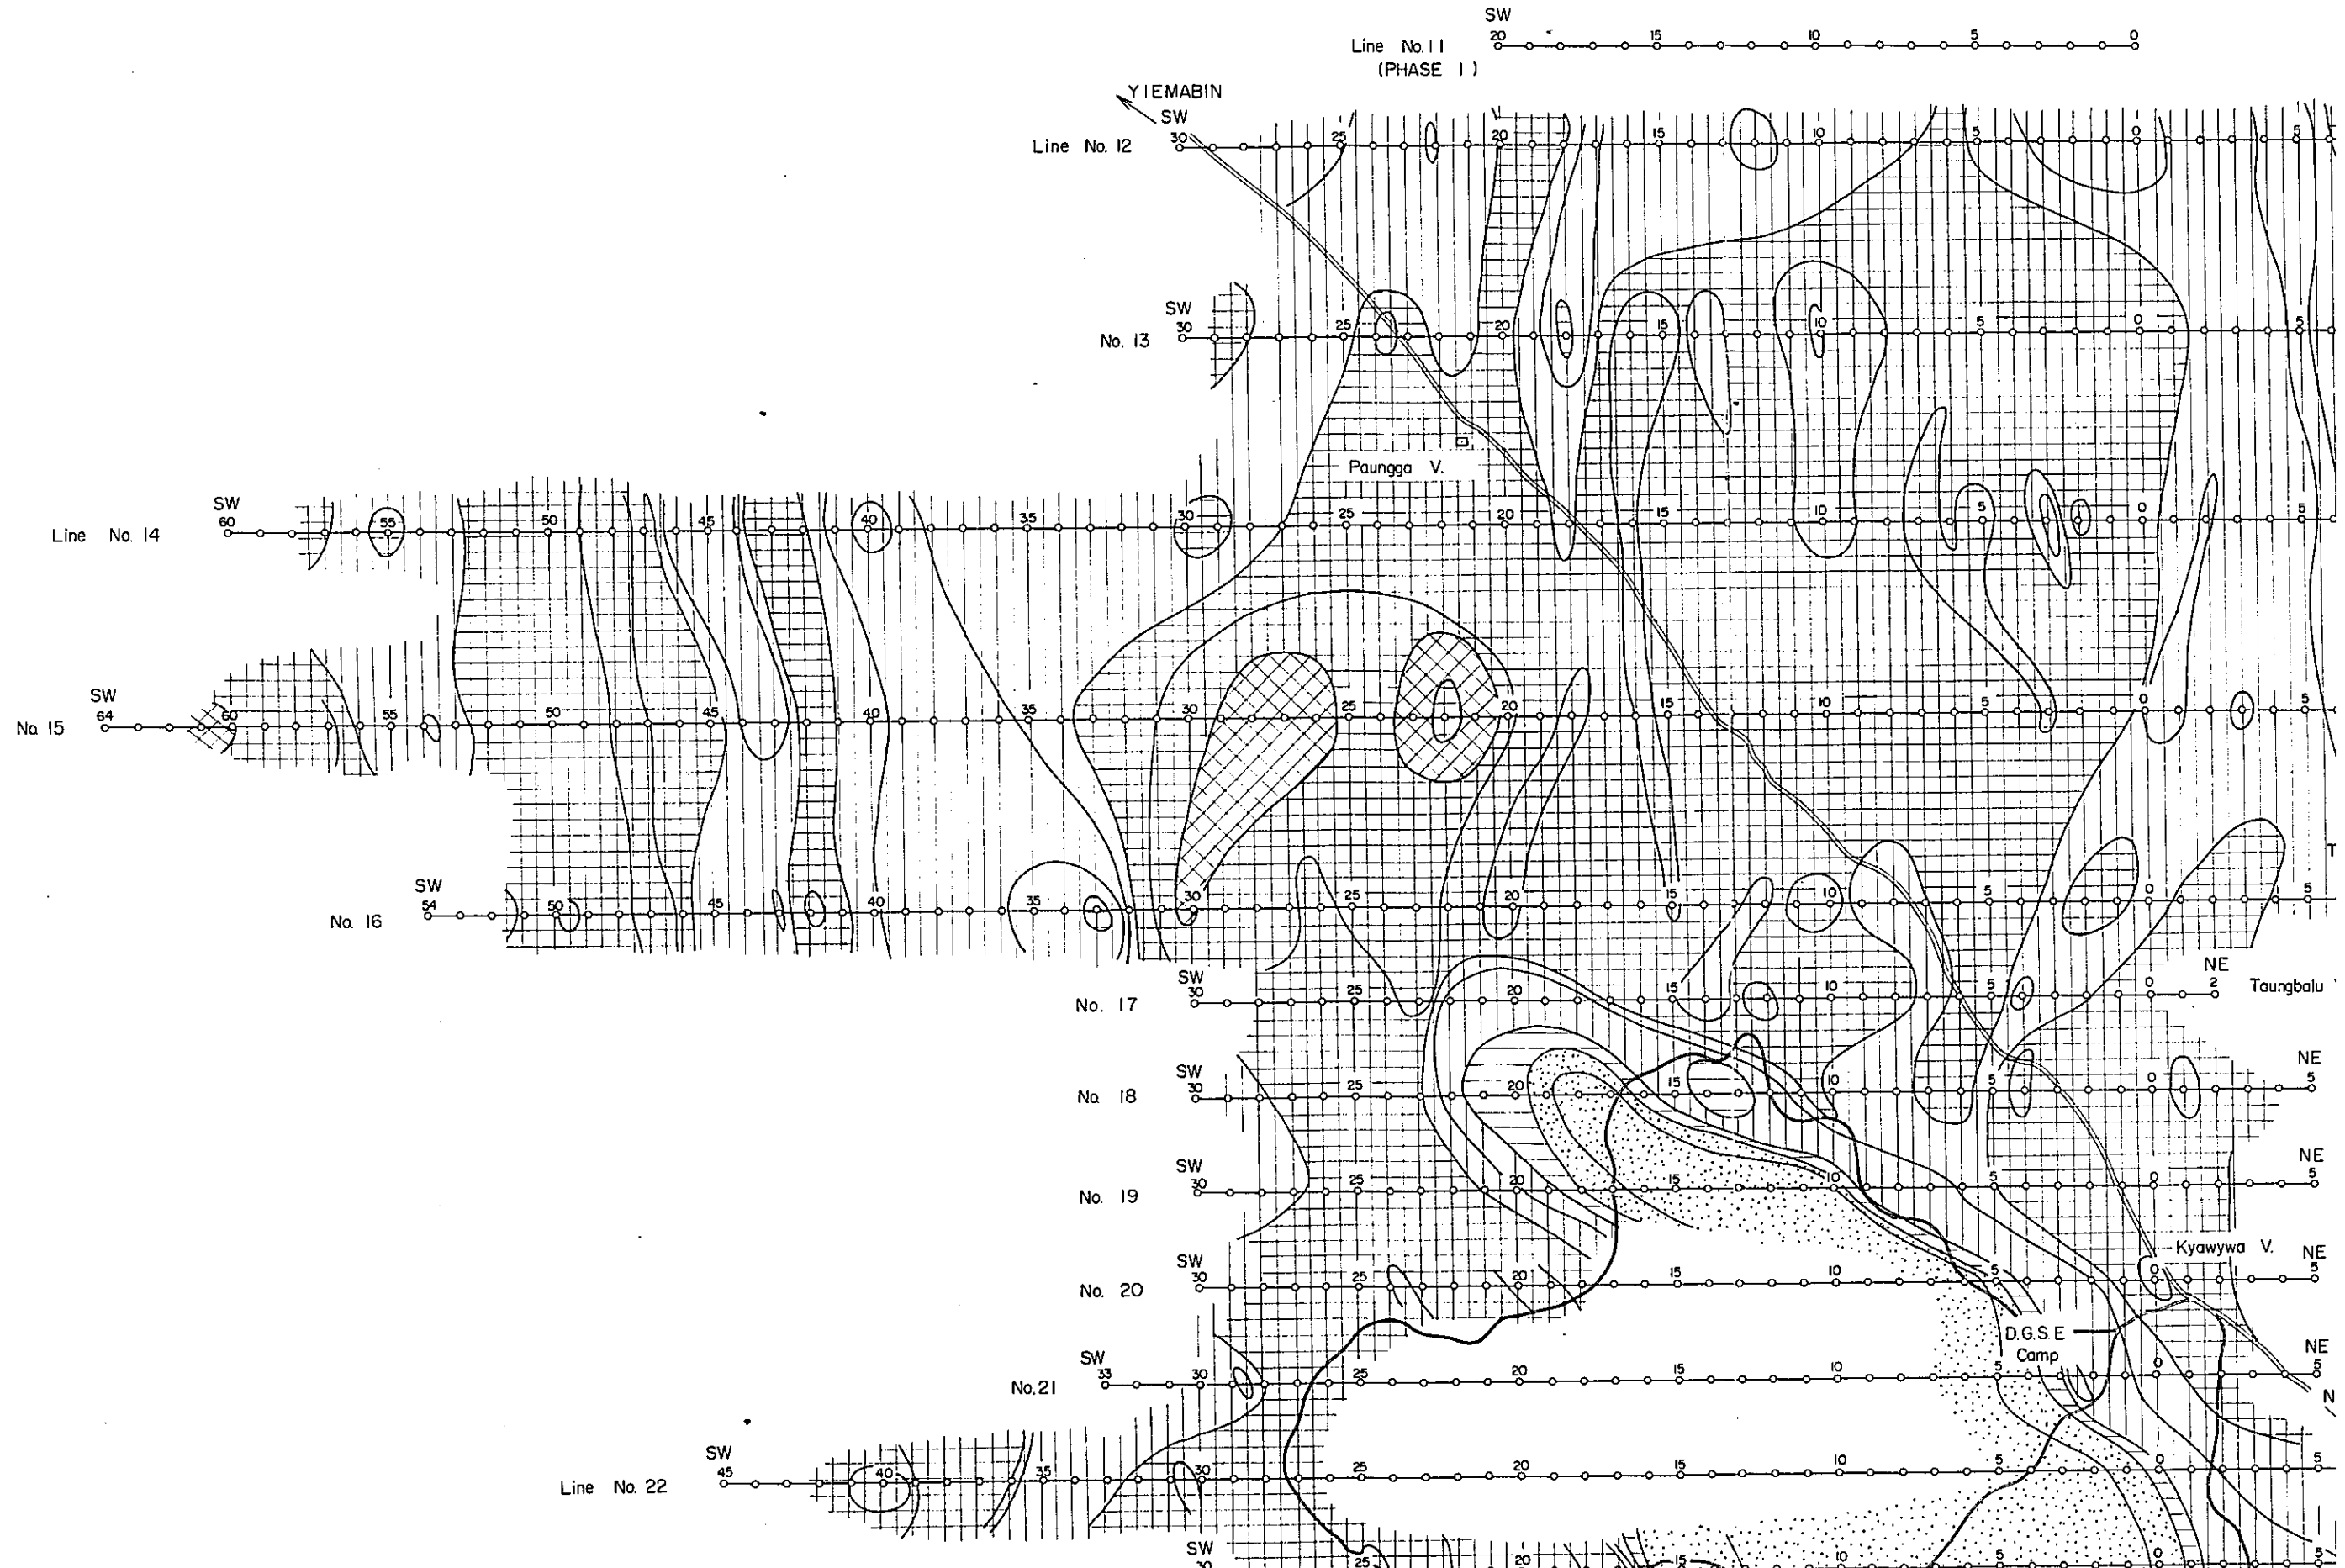 SW
Line No.11 20 15 10 5 0
(PHASE 1)
YIEMABIN
SW
Line No. 12 30 25 20 15 10 5 0 5
SW
No. 13 30 25 20 15 10 5 0 5
Paungga V.
SW
Line No. 14 60 55 50 45 40 35 30 25 20 15 10 5 0 5
SW
No. 15 64 60 55 50 45 40 35 30 25 20 15 10 5 0 5
SW
No. 16 54 50 45 40 35 30 25 20 15 10 5 0 5
SW NE
No. 17 30 25 20 15 10 5 0 2 Taungbalu
SW NE
No. 18 30 25 20 15 10 5 0 5
SW NE
No. 19 30 25 20 15 10 5 0 5
Kyawywa V.
SW NE
No. 20 30 25 20 15 10 5 0 5
D.G.S.E
Camp
SW NE
No.21 33 30 25 20 15 10 5 0 5
SW
Line No. 22 45 40 35 30 25 20 15 10 5 0 5
SW
30 25 20 15 10 5 0 5